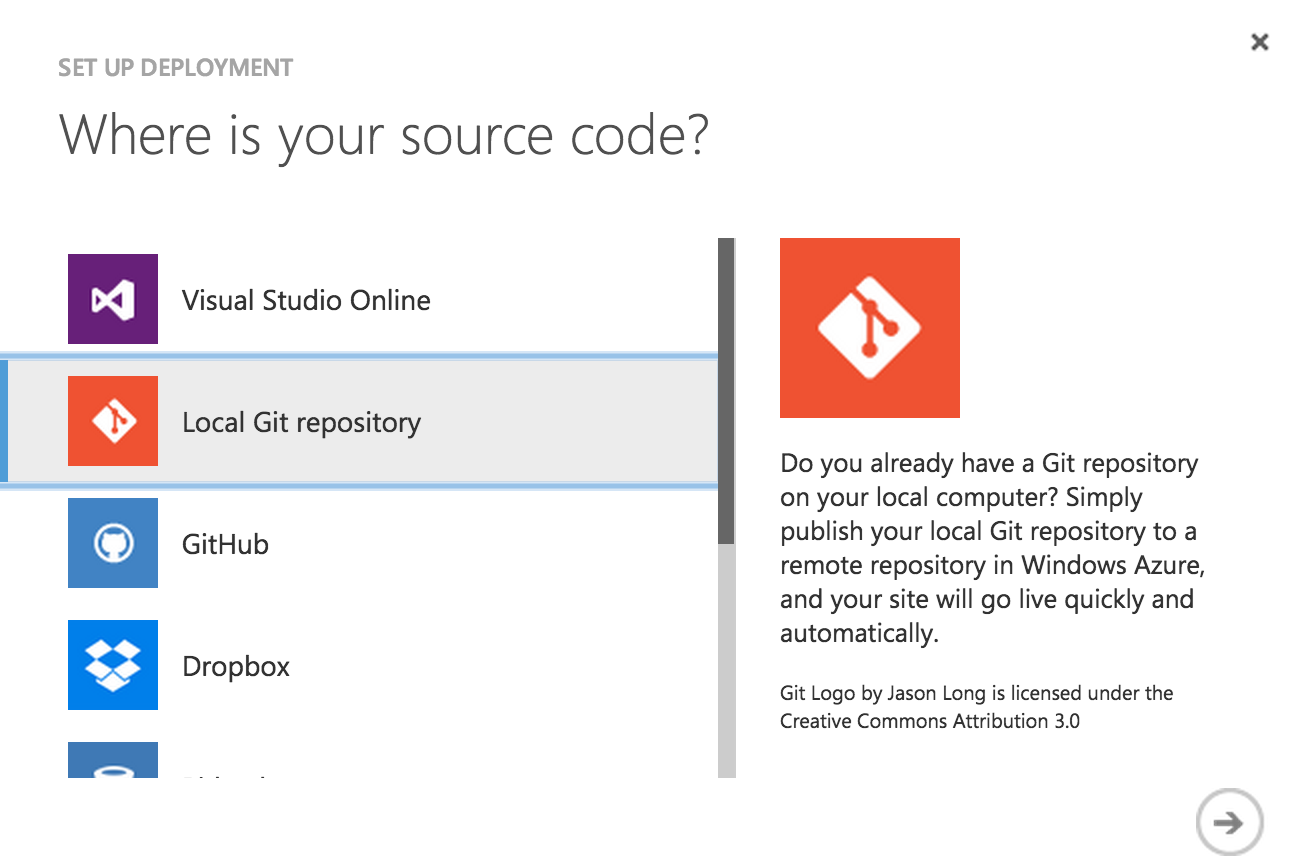 SET UP DEPLOYMENT
Where is your source code?
Visual Studio Online
Local Git repository
GitHub
Dropbox
Do you already have a Git repository
on your local computer? Simply
publish your local Git repository to a
remote repository in Windows Azure,
and your site will go live quickly and
automatically.
Git Logo by Jason Long is licensed under the
Creative Commons Attribution 3.0